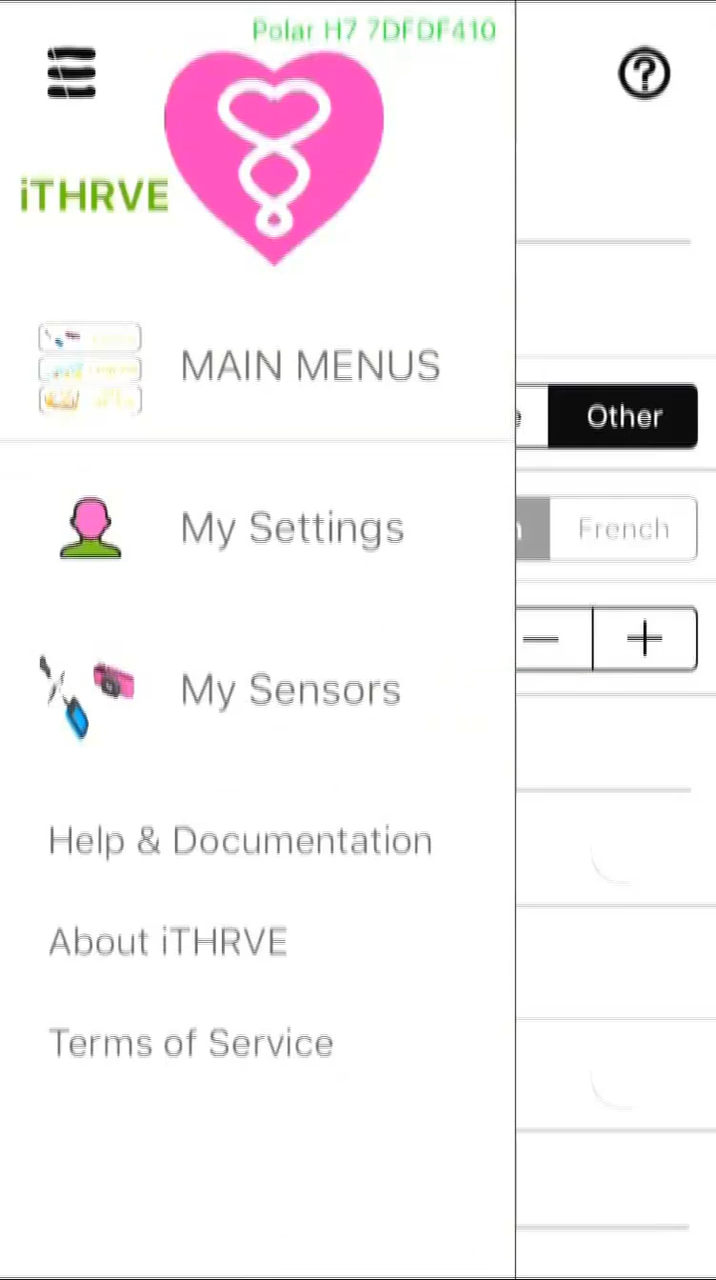 Polar H7 7DFDF410
iTHRVE
MAIN MENUS
Other
My Settings
French
My Sensors
Help & Documentation
About iTHRVE
Terms of Service